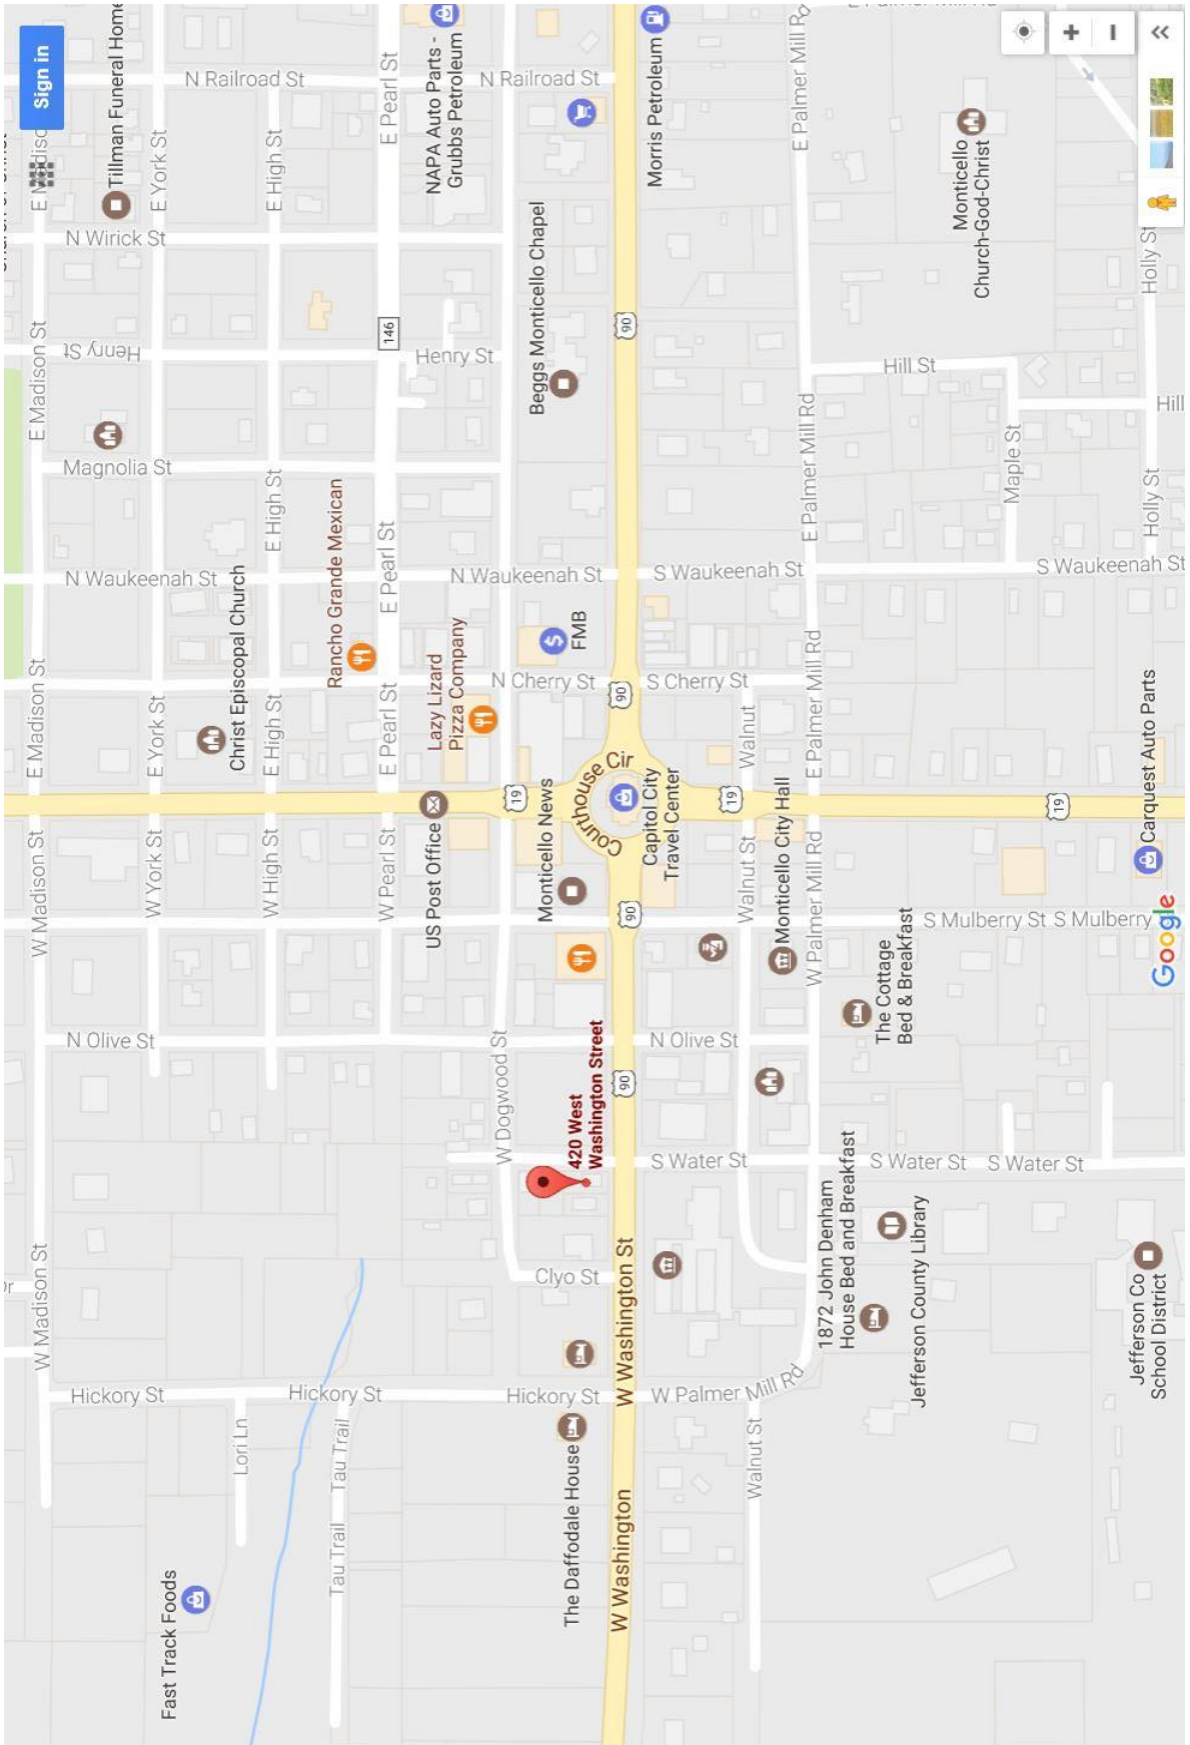 Dr
W Madison St
W Madison St
W Madison St
E Madison St
E Madison St
E Madison St
Sign in
Hickory St
N Olive St
Magnolia St
Henry St
N Wirick St
Tillman Funeral Home
W York St
E York St
E York St
Fast Track Foods
Christ Episcopal Church
N Waukeenah St
Lori Ln
W High St
E High St
E High St
E High St
N Railroad St
Tau Trail
Tau Trail
Hickory St
Rancho Grande Mexican
W Pearl St
E Pearl St
E Pearl St
146
E Pearl St
US Post Office
Lazy Lizard
Pizza Company
Henry St
NAPA Auto Parts -
Grubbs Petroleum
W Dogwood St
N Cherry St
N Waukeenah St
N Railroad St
19
Hickory St
Clyo St
Monticello News
Beggs Monticello Chapel
The Daffodale House
420 West
Washington Street
FMB
Courthouse Cir
W Washington
W Washington St
90
90
90
90
Capitol City
Travel Center
Morris Petroleum
W Palmer Mill Rd
S Water St
N Olive St
S Cherry St
S Waukeenah St
19
Walnut St
Walnut St
Walnut
Monticello City Hall
W Palmer Mill Rd
E Palmer Mill Rd
E Palmer Mill Rd
E Palmer Mill Rd
E Palmer Mill Rd
1872 John Denham
House Bed and Breakfast
The Cottage
Bed & Breakfast
S Water St
S Water St
Hill St
Jefferson County Library
S Mulberry St
S Mulberry
Monticello
Church-God-Christ
Maple St
19
S Waukeenah St
Jefferson Co
School District
Carquest Auto Parts
Holly St
Holly St
Google
Hill